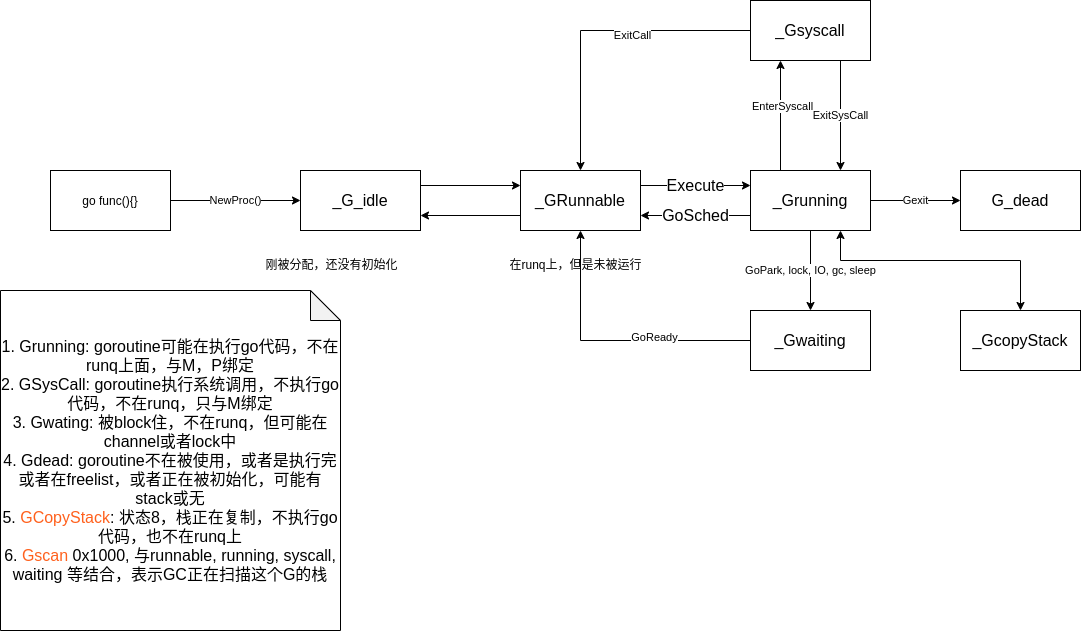 _Gsyscall
ExitCall
EnterSyscall
ExitSysCall
go func(){}
NewProc()
_G_idle
_GRunnable
Execute
GoSched
_Grunning
Gexit
G_dead
刚被分配，还没有初始化
在runq上，但是未被运行
GoPark, lock, IO, gc, sleep
GoReady
_Gwaiting
_GcopyStack
1. Grunning: goroutine可能在执行go代码，不在
runq上面，与M，P绑定
2. GSysCall: goroutine执行系统调用，不执行go
代码，不在runq，只与M绑定
3. Gwating: 被block住，不在runq，但可能在
channel或者lock中
4. Gdead: goroutine不在被使用，或者是执行完
或者在freelist，或者正在被初始化，可能有
stack或无
5. GCopyStack: 状态8，栈正在复制，不执行go
代码，也不在runq上
6. Gscan 0x1000, 与runnable, running, syscall,
waiting 等结合，表示GC正在扫描这个G的栈